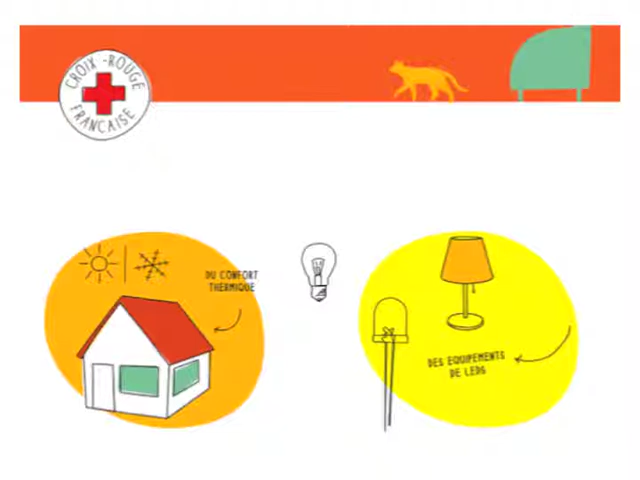 CROIX-ROUGE
FRANCAISE
DU CONFORT
THERMIQUE
DES EQUIPEMENTS
DE LEDS